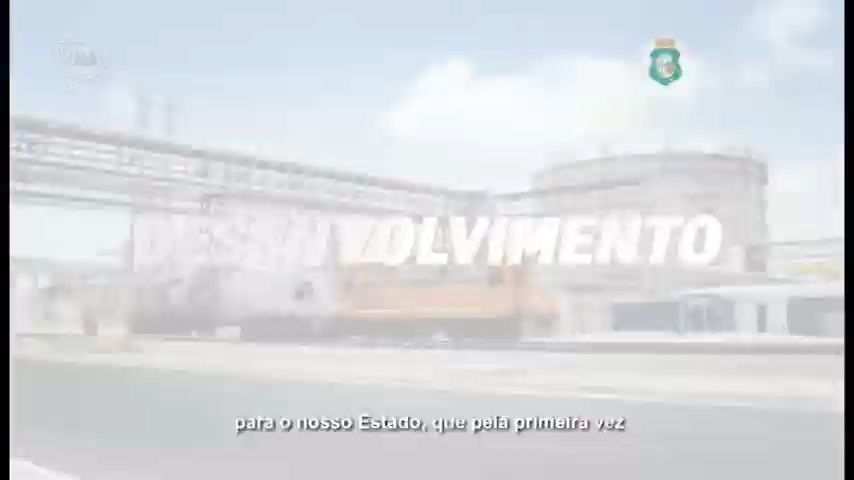 DESENVOLVIMENTO
para o nosso Estado, que pela primeira vez